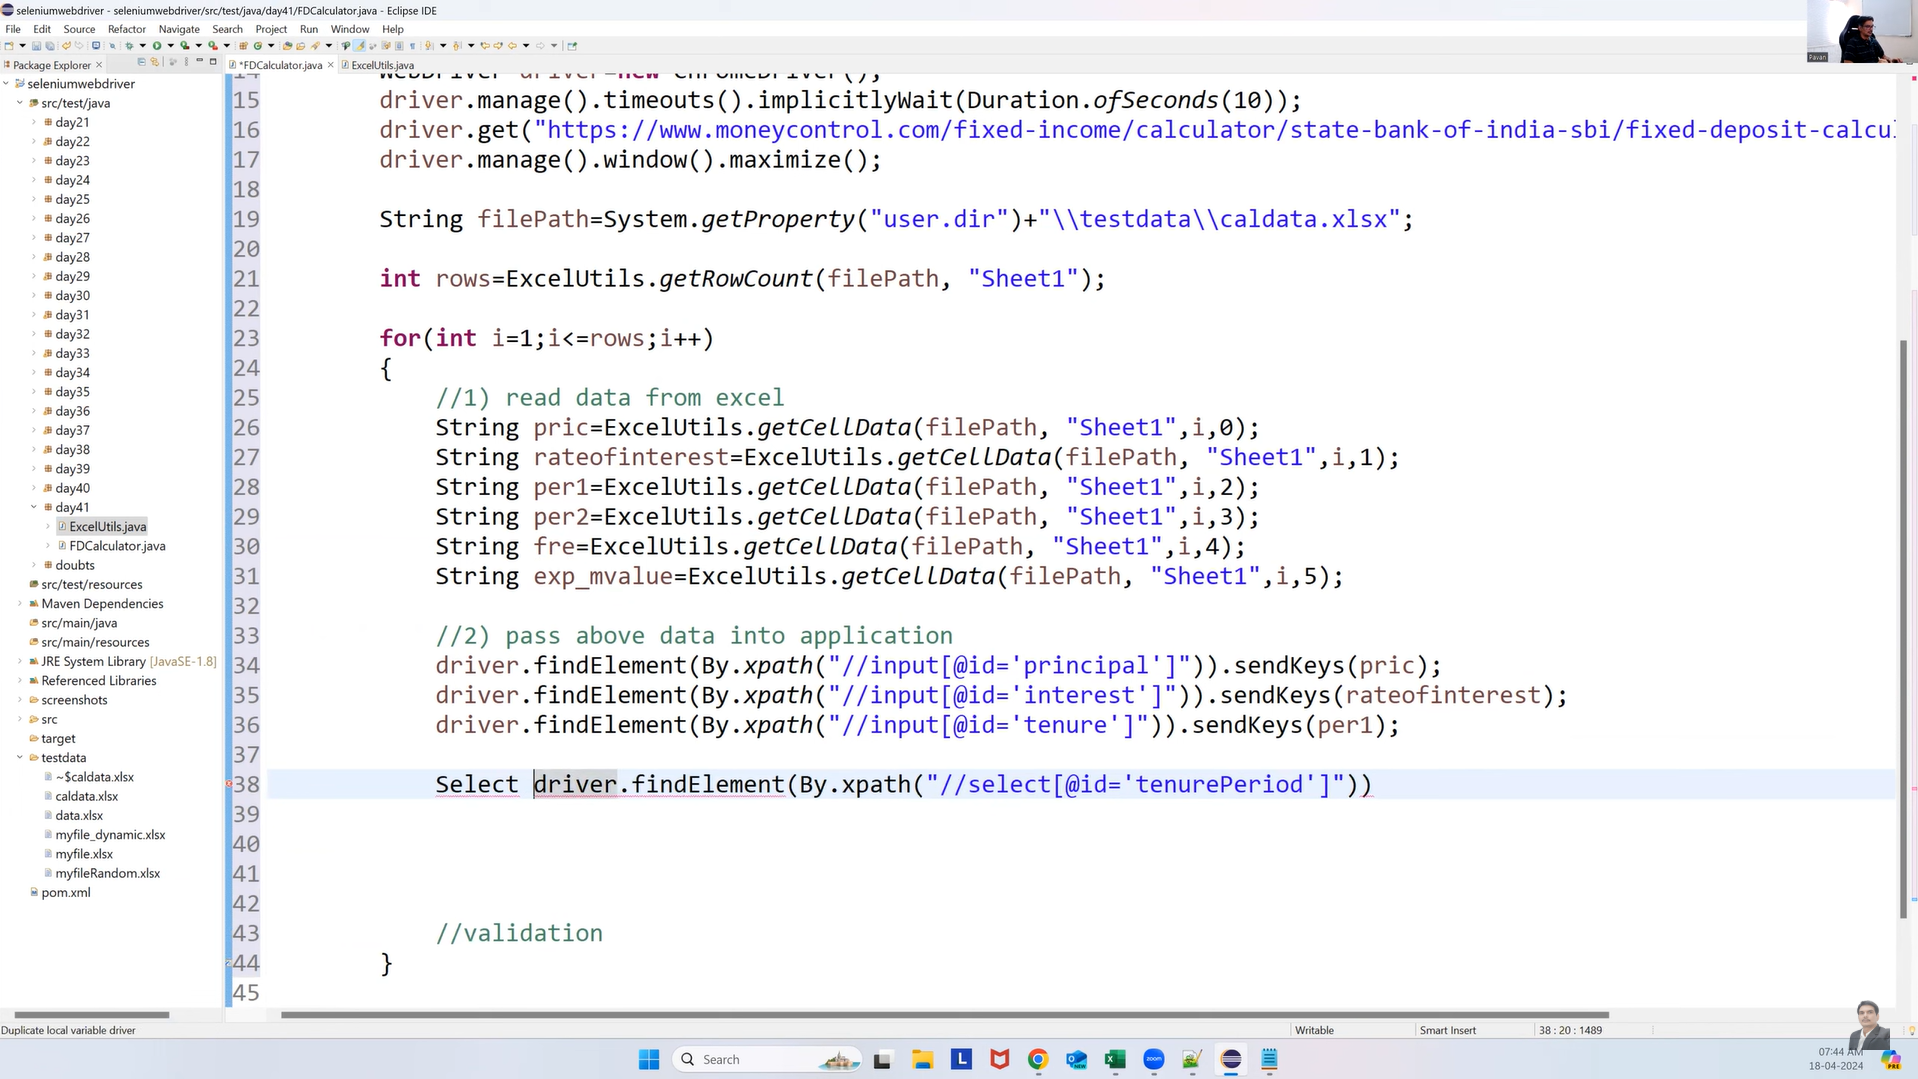 seleniumwebdriver - seleniumwebdriver/src/test/java/day41/FDCalculator.java - Eclipse IDE
File Edit Source Refactor Navigate Search Project Run Window Help
Package Explorer
*FDCalculator.java ExcelUtils.java
seleniumwebdriver
src/test/java
day21
day22
day23
day24
day25
day26
day27
day28
day29
day30
day31
day32
day33
day34
day35
day36
day37
day38
day39
day40
day41
ExcelUtils.java
FDCalculator.java
doubts
src/test/resources
Maven Dependencies
src/main/java
src/main/resources
JRE System Library [JavaSE-1.8]
Referenced Libraries
screenshots
src
target
testdata
~$caldata.xlsx
caldata.xlsx
data.xlsx
myfile_dynamic.xlsx
myfile.xlsx
myfileRandom.xlsx
pom.xml
14 WebDriver driver=new ChromeDriver();
15 driver.manage().timeouts().implicitlyWait(Duration.ofSeconds(10));
16 driver.get("https://www.moneycontrol.com/fixed-income/calculator/state-bank-of-india-sbi/fixed-deposit-calcu
17 driver.manage().window().maximize();
18
19 String filePath=System.getProperty("user.dir")+"\\testdata\\caldata.xlsx";
20
21 int rows=ExcelUtils.getRowCount(filePath, "Sheet1");
22
23 for(int i=1;i<=rows;i++)
24 {
25 //1) read data from excel
26 String pric=ExcelUtils.getCellData(filePath, "Sheet1",i,0);
27 String rateofinterest=ExcelUtils.getCellData(filePath, "Sheet1",i,1);
28 String per1=ExcelUtils.getCellData(filePath, "Sheet1",i,2);
29 String per2=ExcelUtils.getCellData(filePath, "Sheet1",i,3);
30 String fre=ExcelUtils.getCellData(filePath, "Sheet1",i,4);
31 String exp_mvalue=ExcelUtils.getCellData(filePath, "Sheet1",i,5);
32
33 //2) pass above data into application
34 driver.findElement(By.xpath("//input[@id='principal']")).sendKeys(pric);
35 driver.findElement(By.xpath("//input[@id='interest']")).sendKeys(rateofinterest);
36 driver.findElement(By.xpath("//input[@id='tenure']")).sendKeys(per1);
37
38 Select driver.findElement(By.xpath("//select[@id='tenurePeriod']"))
39
40
41
42
43 //validation
44 }
45
Duplicate local variable driver Writable Smart Insert 38 : 20 : 1489
Search
07:44 AM
18-04-2024
Pavan